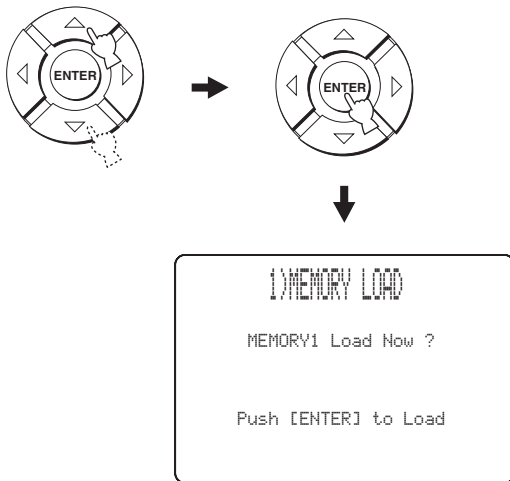 ENTER
ENTER
1)MEMORY LOAD
MEMORY1 Load Now ?
Push [ENTER] to Load